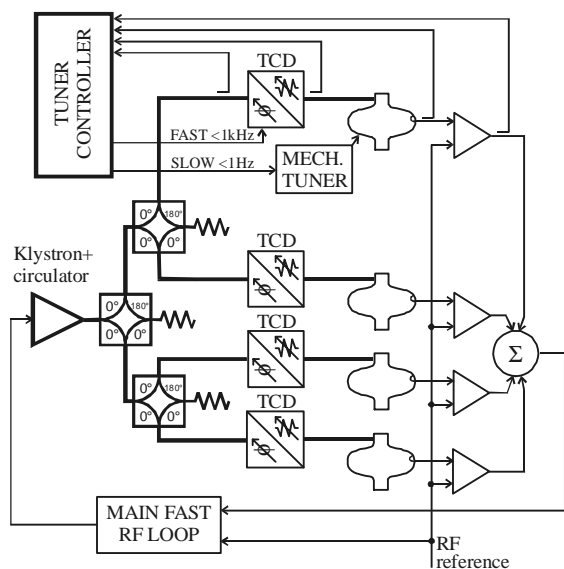 TUNER
CONTROLLER
TCD
FAST <1kHz
SLOW <1Hz
MECH.
TUNER
0° 180°
0° 0°
Klystron+
circulator
TCD
0° 180°
0° 0°
TCD
Σ
0° 180°
0° 0°
TCD
MAIN FAST
RF LOOP
RF
reference